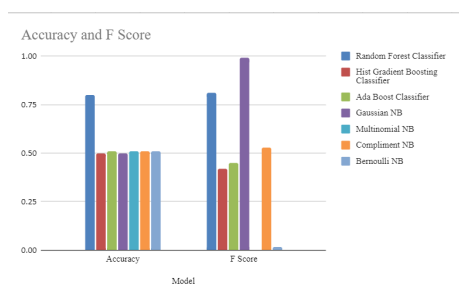 Accuracy and F Score
1.00
0.75
0.50
0.25
0.00
Accuracy
F Score
Model
Random Forest Classifier
Hist Gradient Boosting
Classifier
Ada Boost Classifier
Gaussian NB
Multinomial NB
Compliment NB
Bernoulli NB